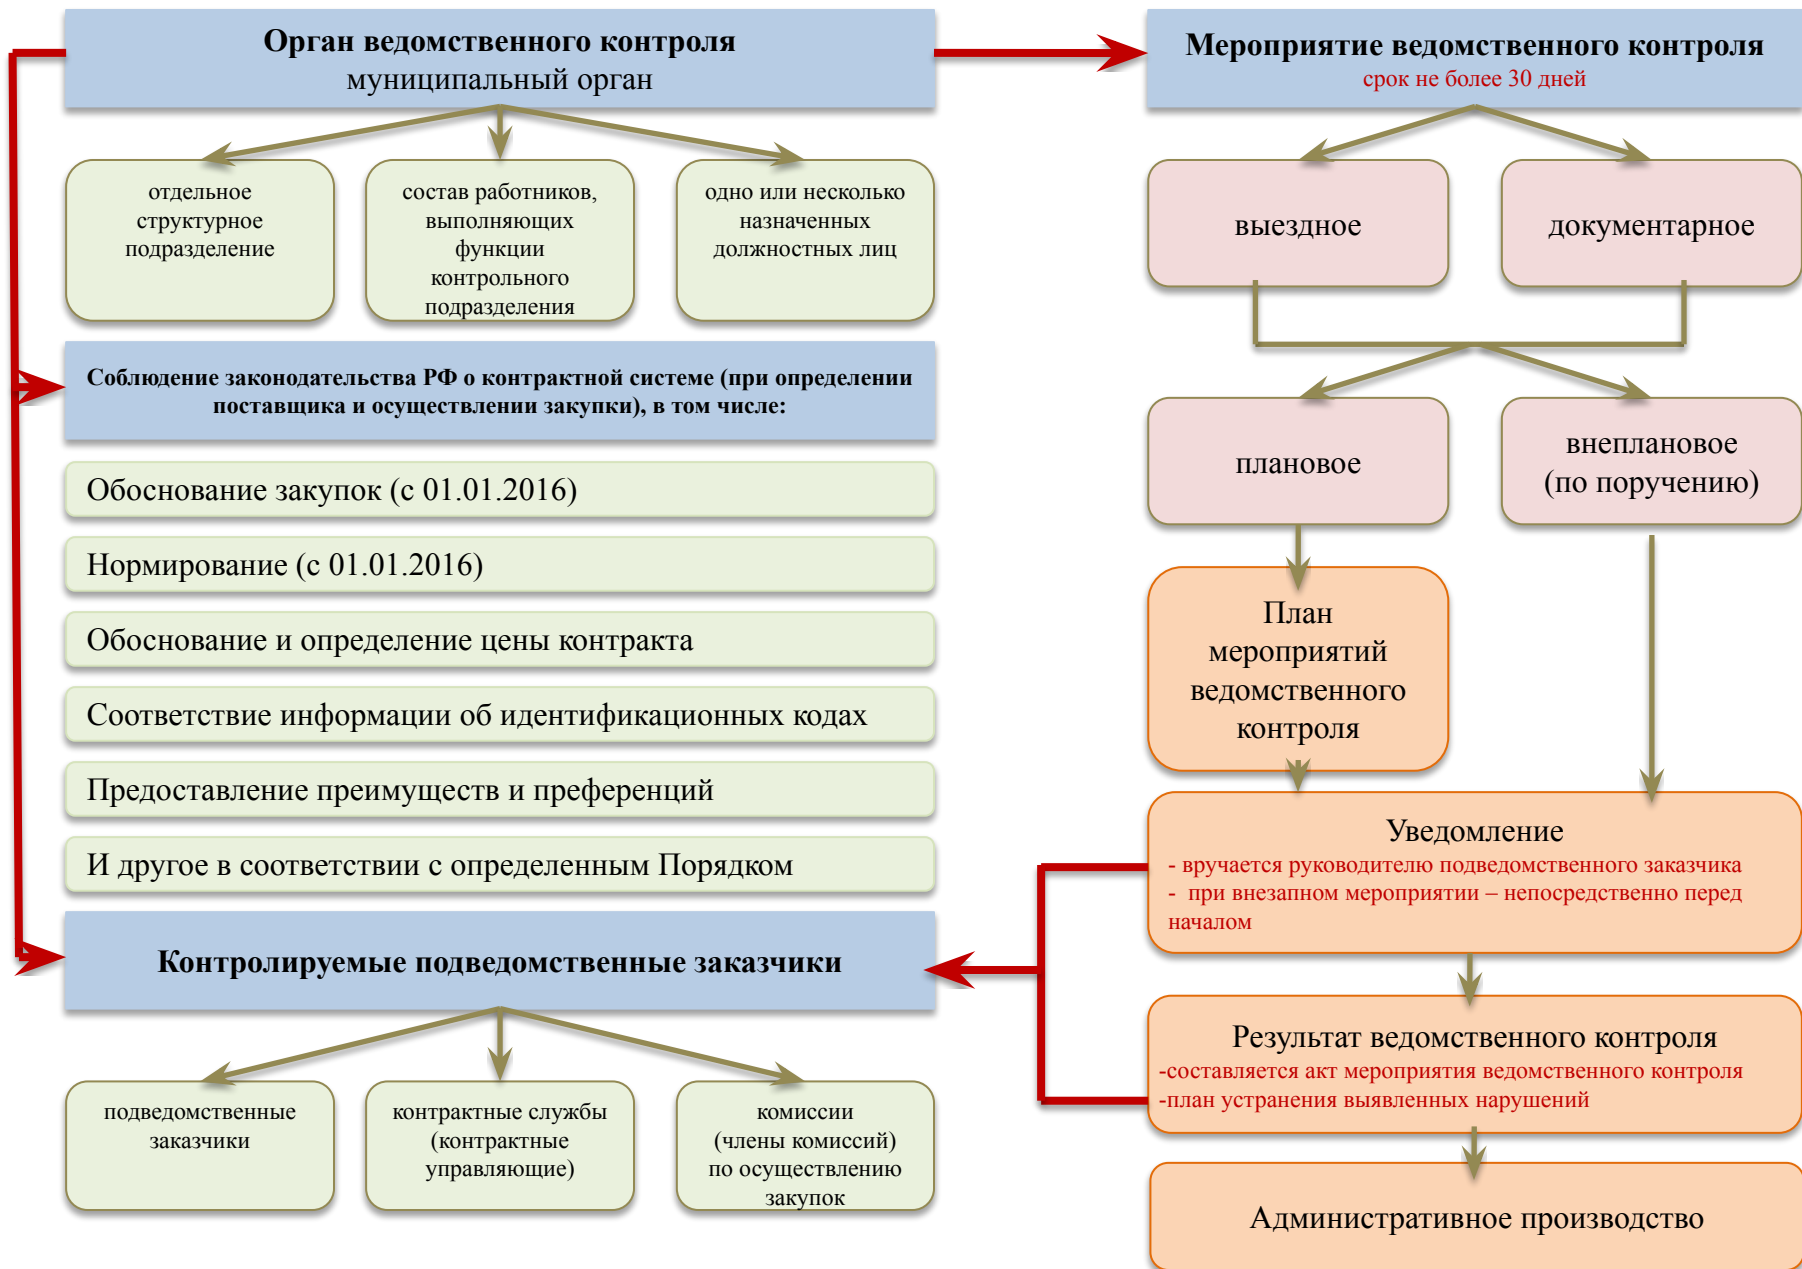 Орган ведомственного контроля
муниципальный орган
отдельное
структурное
подразделение
состав работников,
выполняющих
функции
контрольного
подразделения
одно или несколько
назначенных
должностных лиц
Соблюдение законодательства РФ о контрактной системе (при определении
поставщика и осуществлении закупки), в том числе:
Обоснование закупок (с 01.01.2016)
Нормирование (с 01.01.2016)
Обоснование и определение цены контракта
Соответствие информации об идентификационных кодах
Предоставление преимуществ и преференций
И другое в соответствии с определенным Порядком
Контролируемые подведомственные заказчики
подведомственные
заказчики
контрактные службы
(контрактные
управляющие)
комиссии
(члены комиссий)
по осуществлению
закупок
Мероприятие ведомственного контроля
срок не более 30 дней
выездное
документарное
плановое
внеплановое
(по поручению)
План
мероприятий
ведомственного
контроля
Уведомление
- вручается руководителю подведомственного заказчика
- при внезапном мероприятии – непосредственно перед
началом
Результат ведомственного контроля
-составляется акт мероприятия ведомственного контроля
-план устранения выявленных нарушений
Административное производство